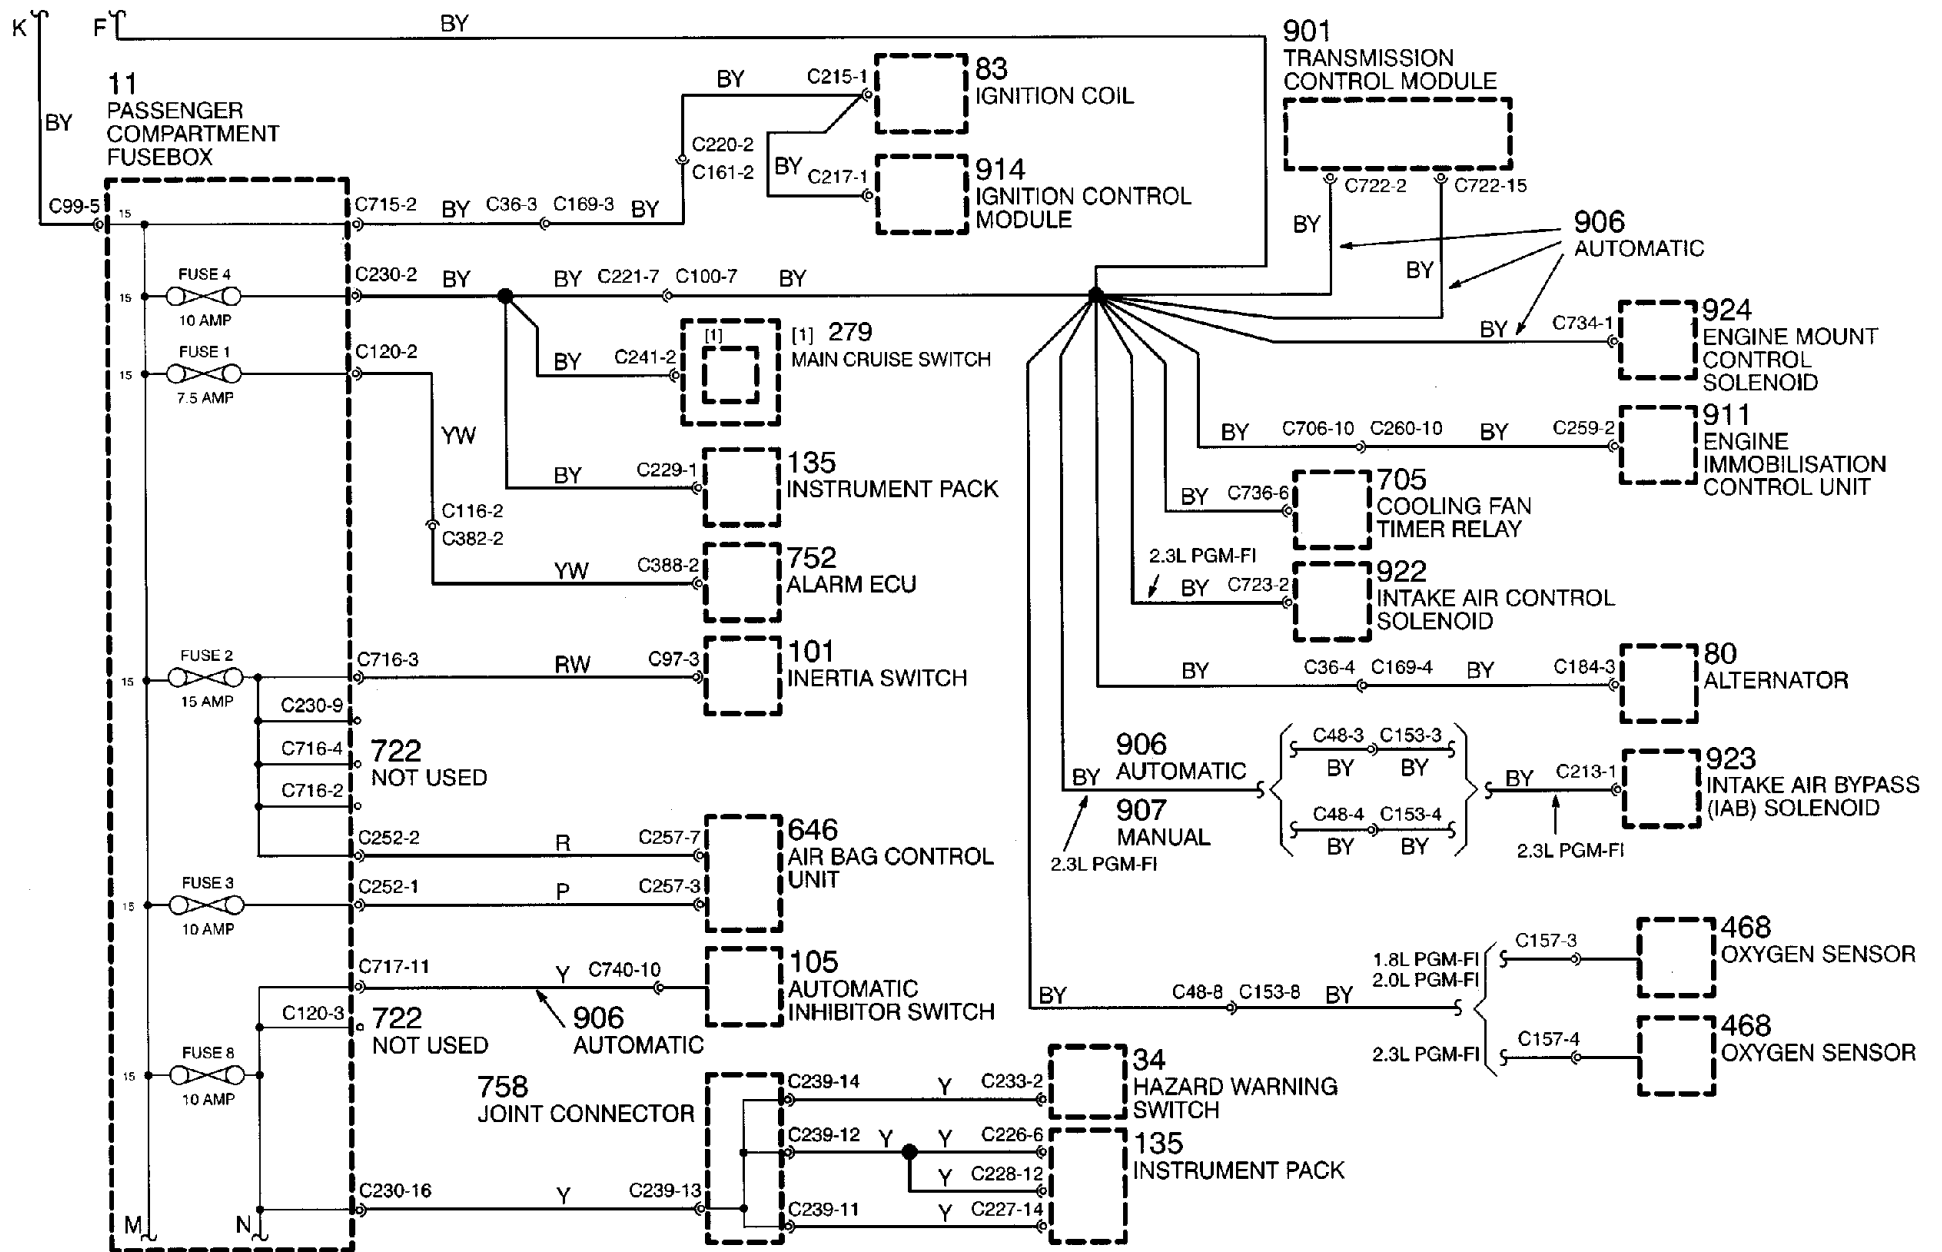 K
F
BY
901
TRANSMISSION
CONTROL MODULE
83
IGNITION COIL
BY
C215-1
11
PASSENGER
COMPARTMENT
FUSEBOX
BY
C220-2
C161-2
BY
C217-1
914
IGNITION CONTROL
MODULE
C722-2
C722-15
C99-5
15
C715-2
BY
C36-3
C169-3
BY
BY
906
AUTOMATIC
BY
FUSE 4
15
10 AMP
C230-2
BY
BY
C221-7
C100-7
BY
FUSE 1
15
7.5 AMP
C120-2
[1]
[1] 279
MAIN CRUISE SWITCH
BY
C241-2
BY
C734-1
924
ENGINE MOUNT
CONTROL
SOLENOID
YW
BY
C229-1
135
INSTRUMENT PACK
BY
C706-10
C260-10
BY
C259-2
911
ENGINE
IMMOBILISATION
CONTROL UNIT
C116-2
C382-2
BY
C736-6
705
COOLING FAN
TIMER RELAY
YW
C388-2
752
ALARM ECU
2.3L PGM-FI
BY
C723-2
922
INTAKE AIR CONTROL
SOLENOID
FUSE 2
15
15 AMP
C716-3
RW
C97-3
101
INERTIA SWITCH
BY
C36-4
C169-4
BY
C184-3
80
ALTERNATOR
C230-9
C716-4
C716-2
722
NOT USED
BY
906
AUTOMATIC
907
MANUAL
2.3L PGM-FI
C48-3
C153-3
BY
BY
C48-4
C153-4
BY
BY
BY
C213-1
2.3L PGM-FI
923
INTAKE AIR BYPASS
(IAB) SOLENOID
C252-2
R
C257-7
646
AIR BAG CONTROL
UNIT
FUSE 3
15
10 AMP
C252-1
P
C257-3
C717-11
Y
C740-10
105
AUTOMATIC
INHIBITOR SWITCH
906
AUTOMATIC
C120-3
722
NOT USED
BY
C48-8
C153-8
BY
1.8L PGM-FI
2.0L PGM-FI
C157-3
468
OXYGEN SENSOR
2.3L PGM-FI
C157-4
468
OXYGEN SENSOR
FUSE 8
15
10 AMP
758
JOINT CONNECTOR
C239-14
Y
C233-2
34
HAZARD WARNING
SWITCH
C239-12
Y
Y
C226-6
Y
C228-12
135
INSTRUMENT PACK
C230-16
Y
C239-13
C239-11
Y
C227-14
M
N